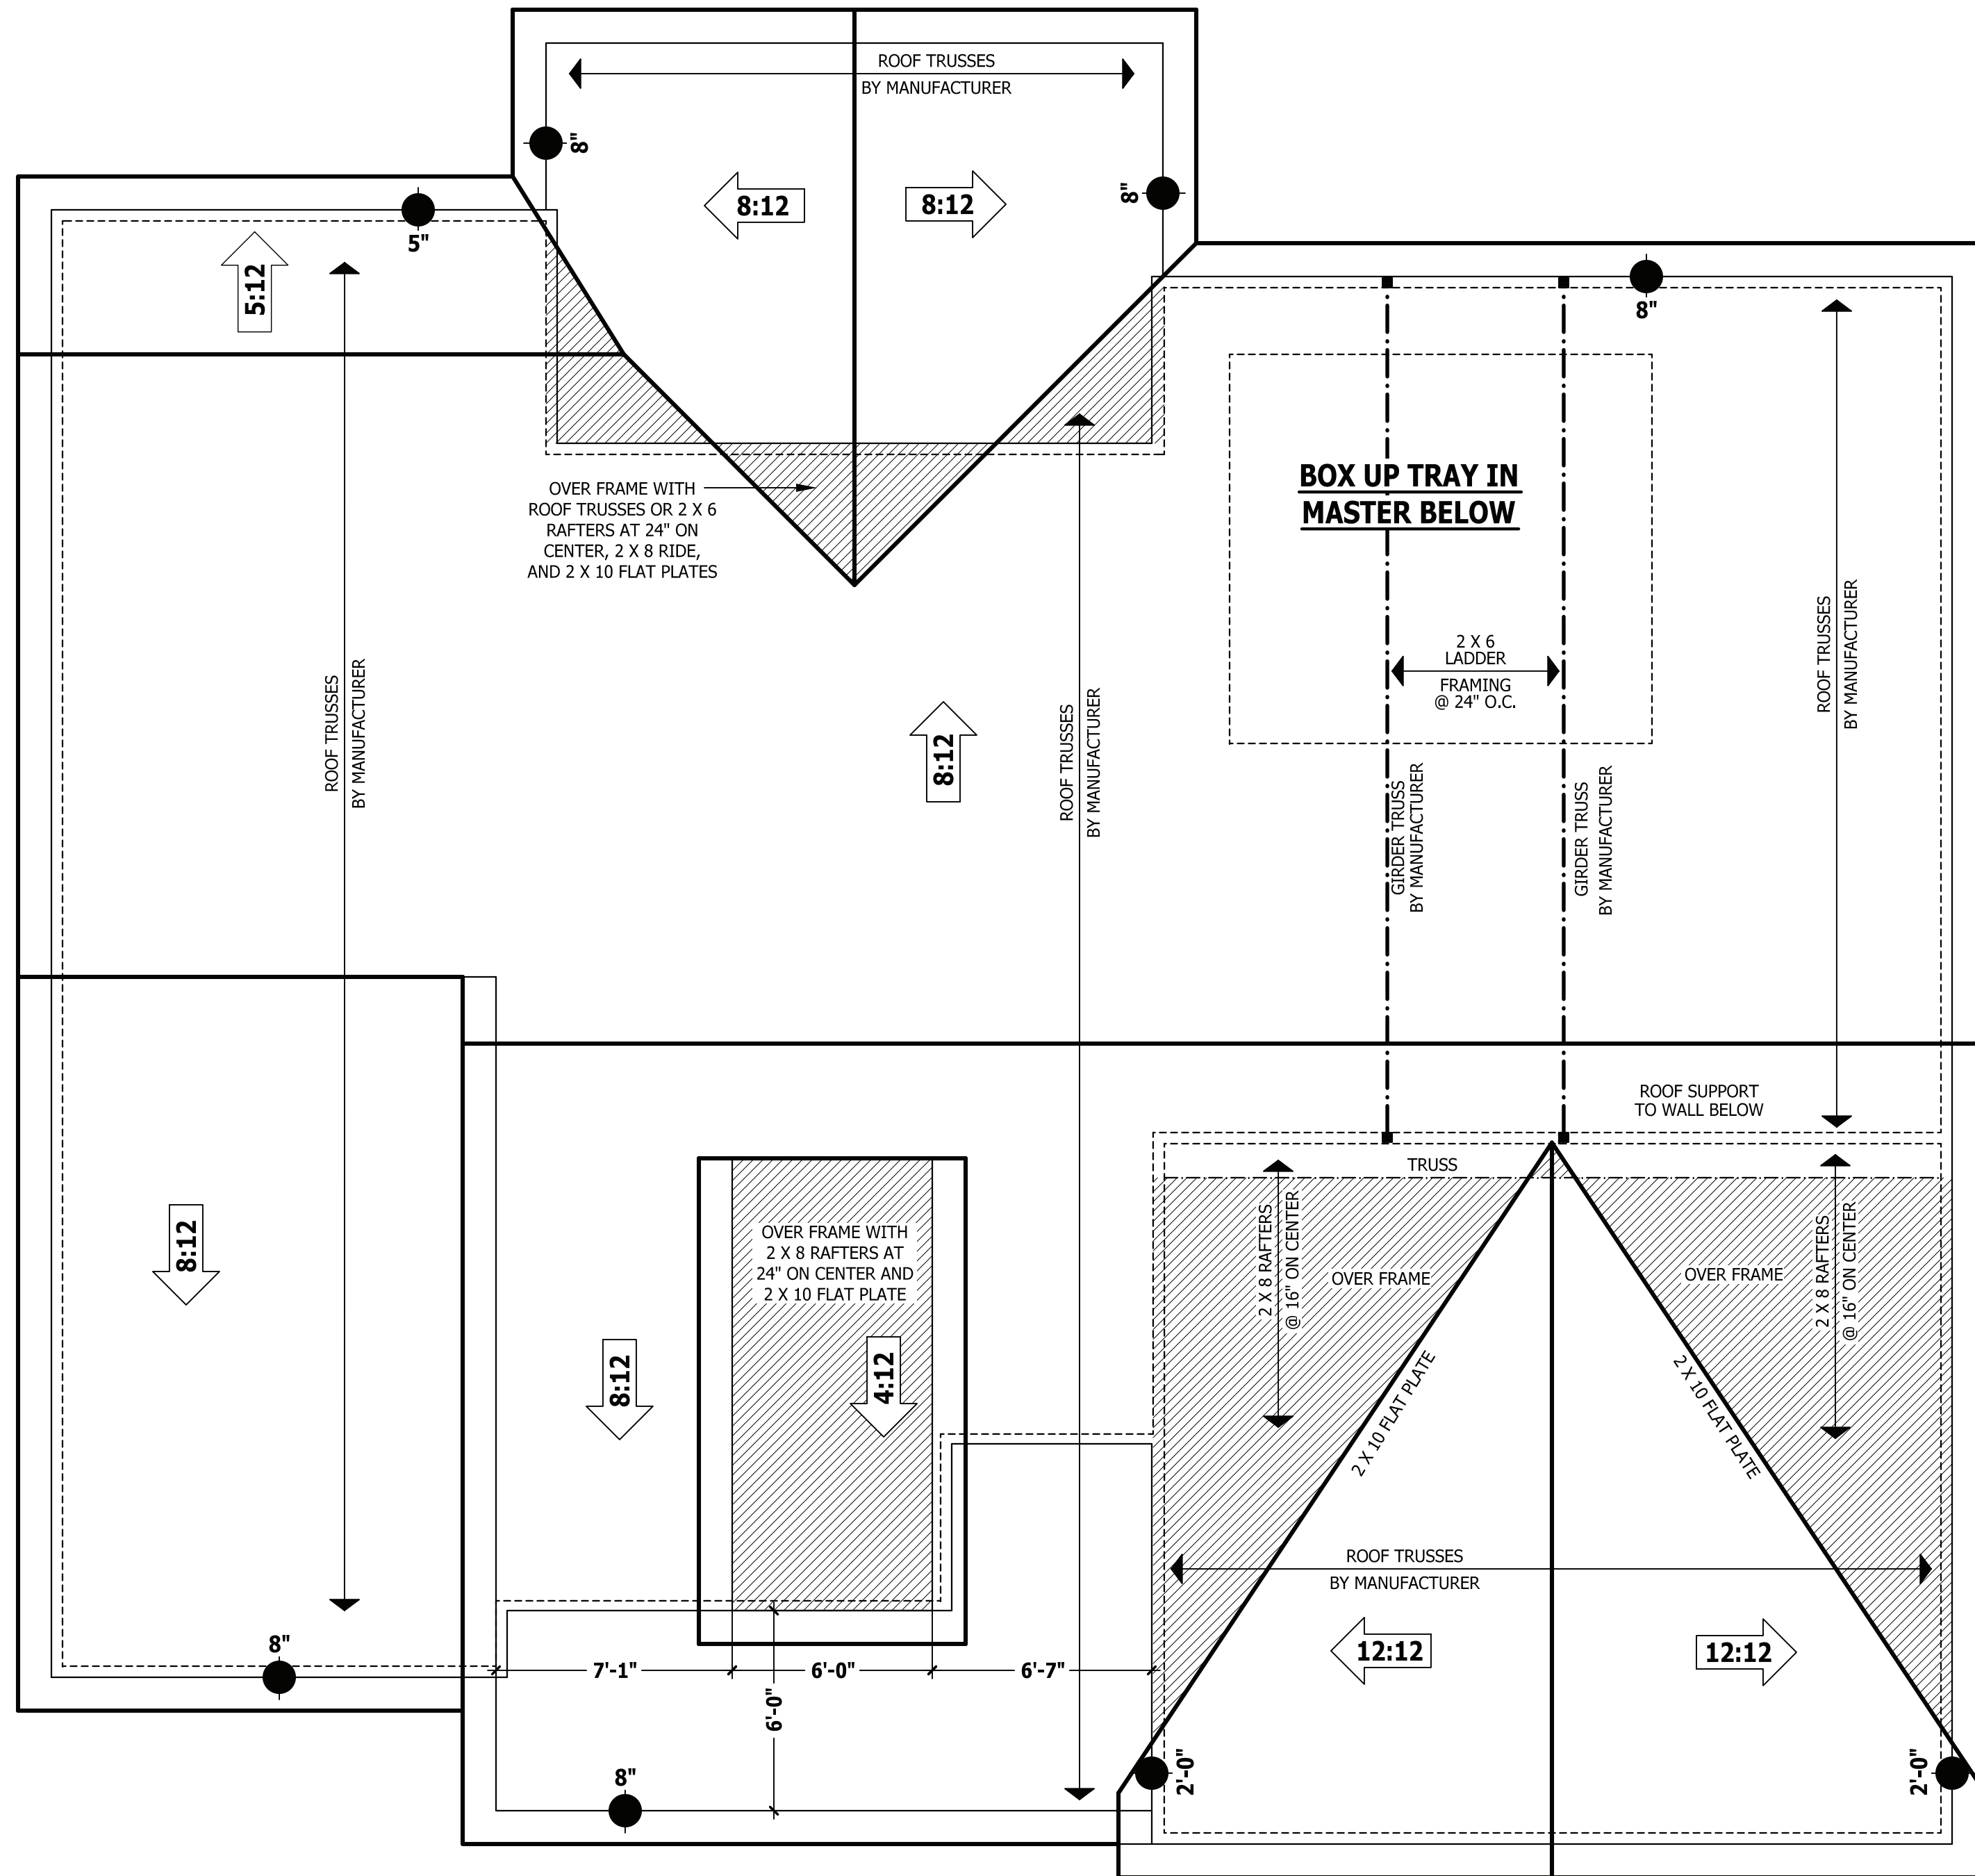 ROOF TRUSSES
BY MANUFACTURER
8"
8"
8:12
8:12
5"
5:12
8"
BOX UP TRAY IN
MASTER BELOW
OVER FRAME WITH
ROOF TRUSSES OR 2 X 6
RAFTERS AT 24" ON
CENTER, 2 X 8 RIDE,
AND 2 X 10 FLAT PLATES
2 X 6
LADDER
FRAMING
@ 24" O.C.
ROOF TRUSSES
BY MANUFACTURER
ROOF TRUSSES
BY MANUFACTURER
8:12
ROOF TRUSSES
BY MANUFACTURER
GIRDER TRUSS
BY MANUFACTURER
GIRDER TRUSS
BY MANUFACTURER
ROOF SUPPORT
TO WALL BELOW
TRUSS
8:12
OVER FRAME WITH
2 X 8 RAFTERS AT
24" ON CENTER AND
2 X 10 FLAT PLATE
8:12
4:12
2 X 8 RAFTERS
@ 16" ON CENTER
OVER FRAME
OVER FRAME
2 X 8 RAFTERS
@ 16" ON CENTER
2 X 10 FLAT PLATE
2 X 10 FLAT PLATE
ROOF TRUSSES
BY MANUFACTURER
12:12
12:12
8"
7'-1"
6'-0"
6'-7"
6'-0"
8"
2'-0"
2'-0"